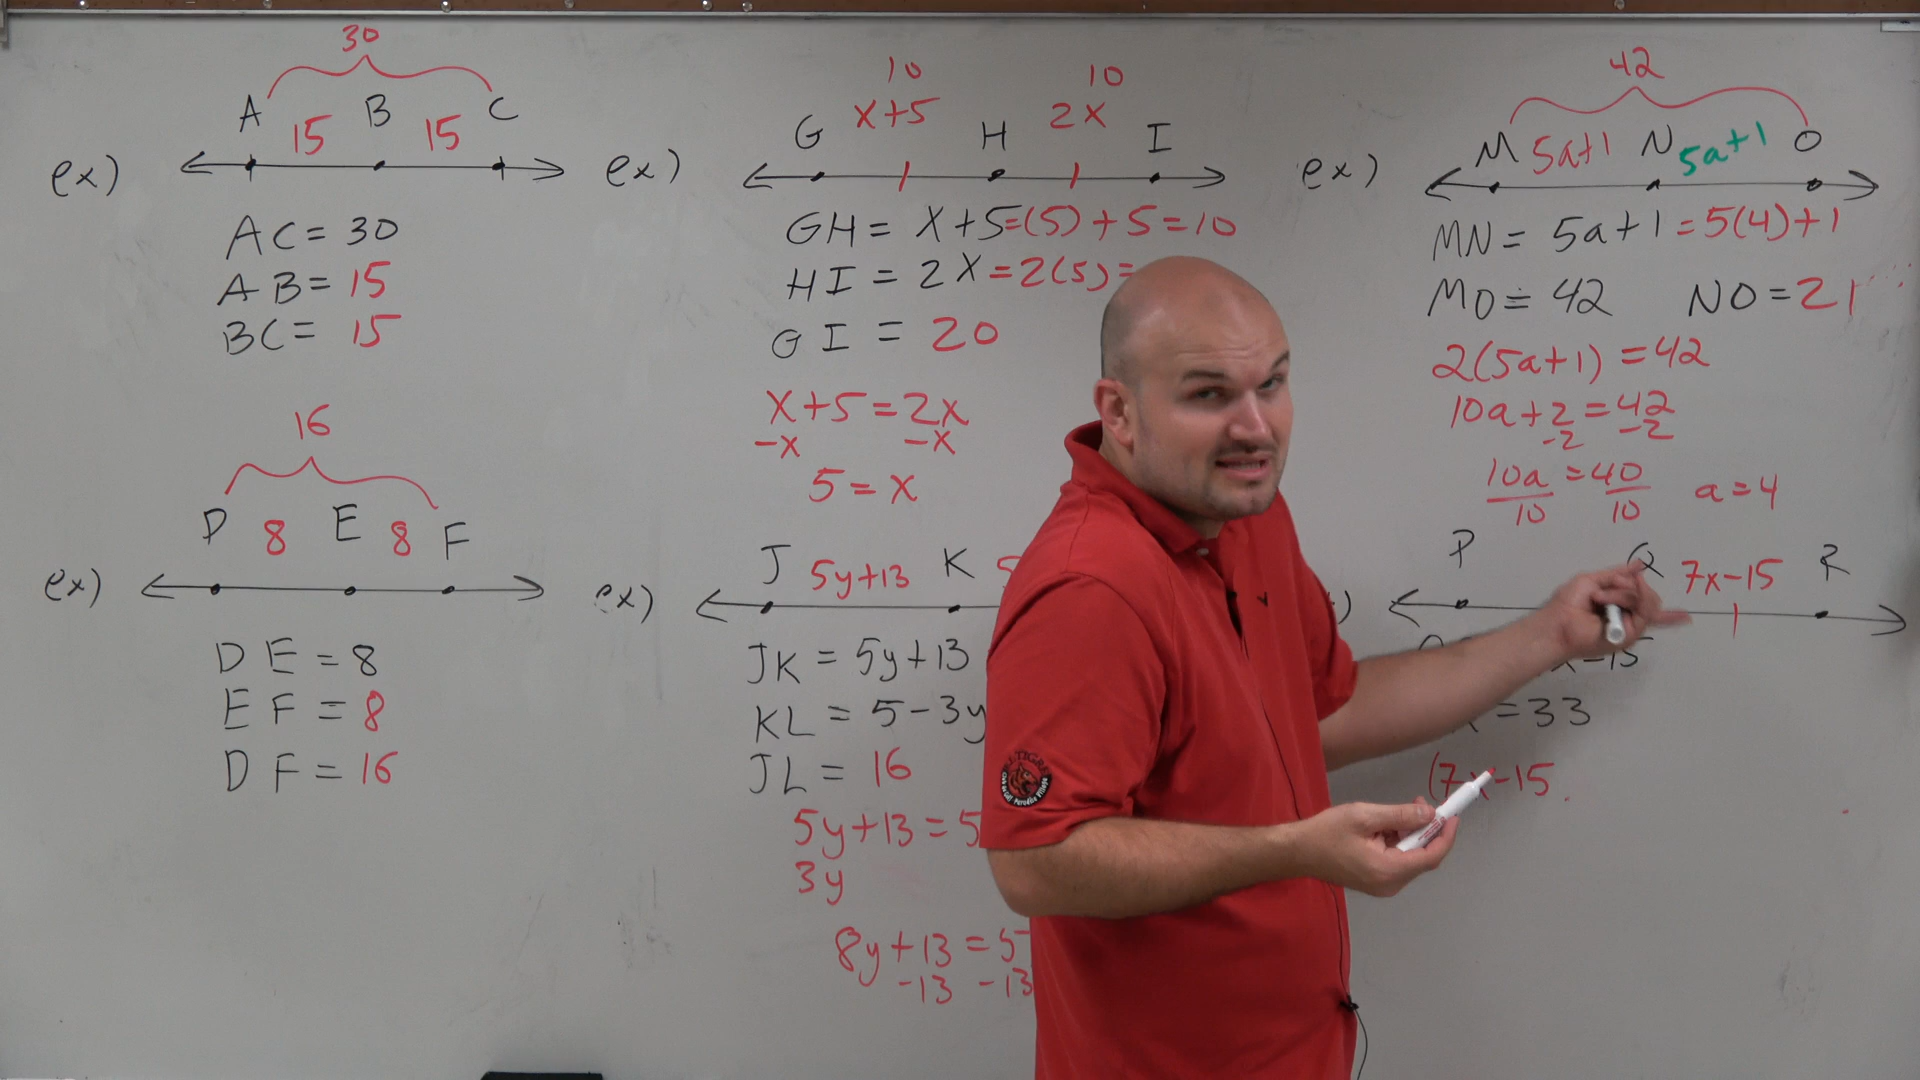 30
A 15 B 15 C
ex)
AC = 30
AB = 15
BC = 15
16
D 8 E 8 F
ex)
DE = 8
EF = 8
DF = 16
10 10
G x+5 H 2x I
ex)
GH = x+5=(5)+5=10
HI = 2x=2(5)=
GI = 20
x+5=2x
-x -x
5=x
J 5y+13 K 5
ex)
JK = 5y+13
KL = 5-3y
JL = 16
5y+13=5
3y
8y+13=5
-13 -13
42
M 5a+1 N 5a+1 O
ex)
MN = 5a+1=5(4)+1
MO = 42 NO=21
2(5a+1)=42
10a+2=42
-2 -2
10a=40 a=4
10 10
P Q 7x-15 R
)
-15
=33
(7x-15